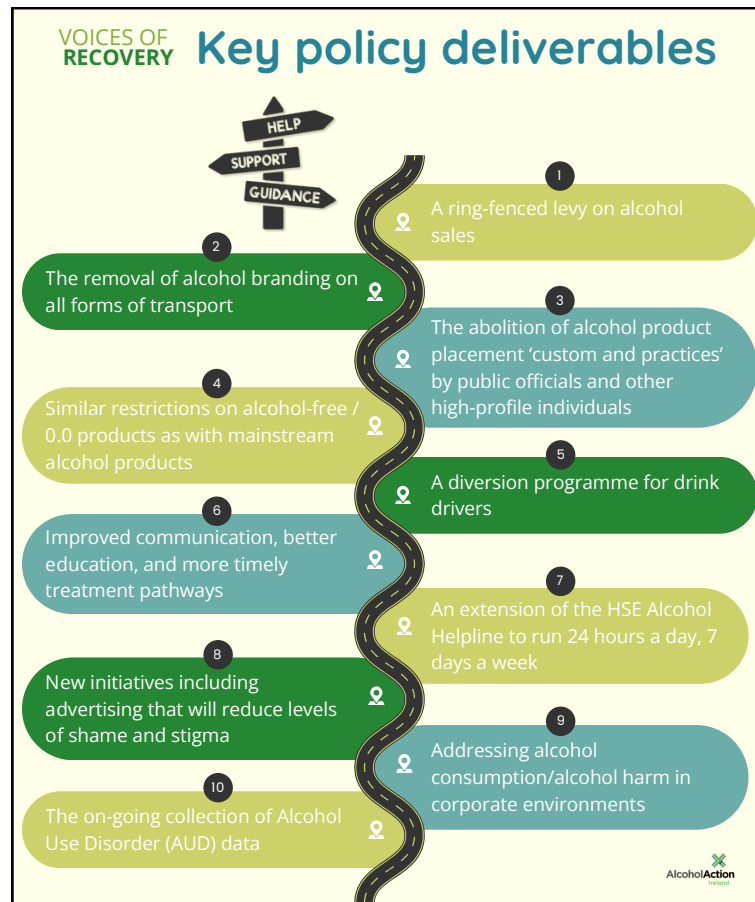 VOICES OF
RECOVERY
Key policy deliverables
HELP
SUPPORT
GUIDANCE
1
A ring-fenced levy on alcohol
sales
2
The removal of alcohol branding on
all forms of transport
3
The abolition of alcohol product
placement ‘custom and practices’
by public officials and other
high-profile individuals
4
Similar restrictions on alcohol-free /
0.0 products as with mainstream
alcohol products
5
A diversion programme for drink
drivers
6
Improved communication, better
education, and more timely
treatment pathways
7
An extension of the HSE Alcohol
Helpline to run 24 hours a day, 7
days a week
8
New initiatives including
advertising that will reduce levels
of shame and stigma
9
Addressing alcohol
consumption/alcohol harm in
corporate environments
10
The on-going collection of Alcohol
Use Disorder (AUD) data
AlcoholAction
Ireland